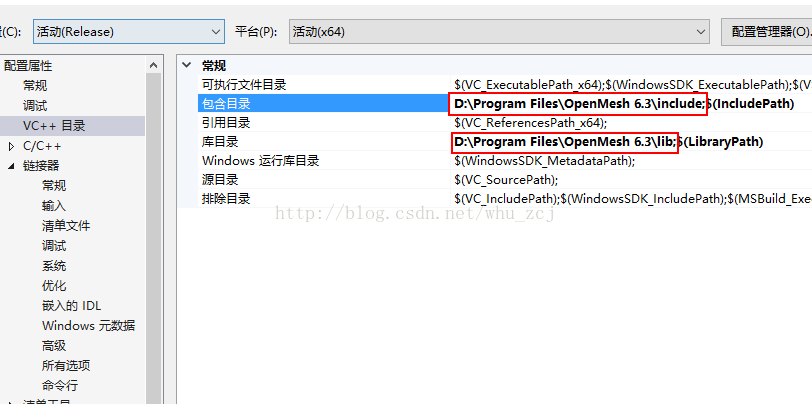 (C): 活动(Release) 平台(P): 活动(x64) 配置管理器(O)
配置属性
常规
调试
VC++ 目录
C/C++
链接器
常规
输入
清单文件
调试
系统
优化
嵌入的 IDL
Windows 元数据
高级
所有选项
命令行
清单工具
常规
可执行文件目录 $(VC_ExecutablePath_x64);$(WindowsSDK_ExecutablePath);$(V
包含目录 D:\Program Files\OpenMesh 6.3\include;$(IncludePath)
引用目录 $(VC_ReferencesPath_x64);
库目录 D:\Program Files\OpenMesh 6.3\lib;$(LibraryPath)
Windows 运行库目录 $(WindowsSDK_MetadataPath);
源目录 $(VC_SourcePath);
排除目录 $(VC_IncludePath);$(WindowsSDK_IncludePath);$(MSBuild_Exe
http://blog.csdn.net/whu_zcj